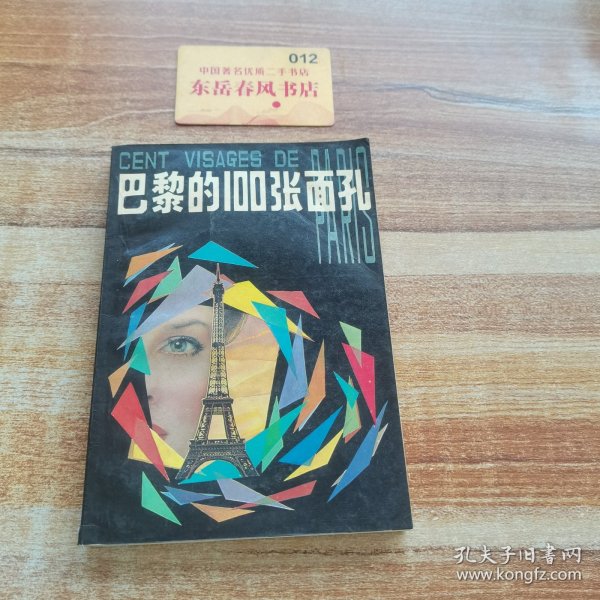 012
中国著名优质二手书店
东岳春风书店
CENT VISAGES DE PARIS
巴黎的100张面孔
PARIS
孔夫子旧书网
www.kongfz.com